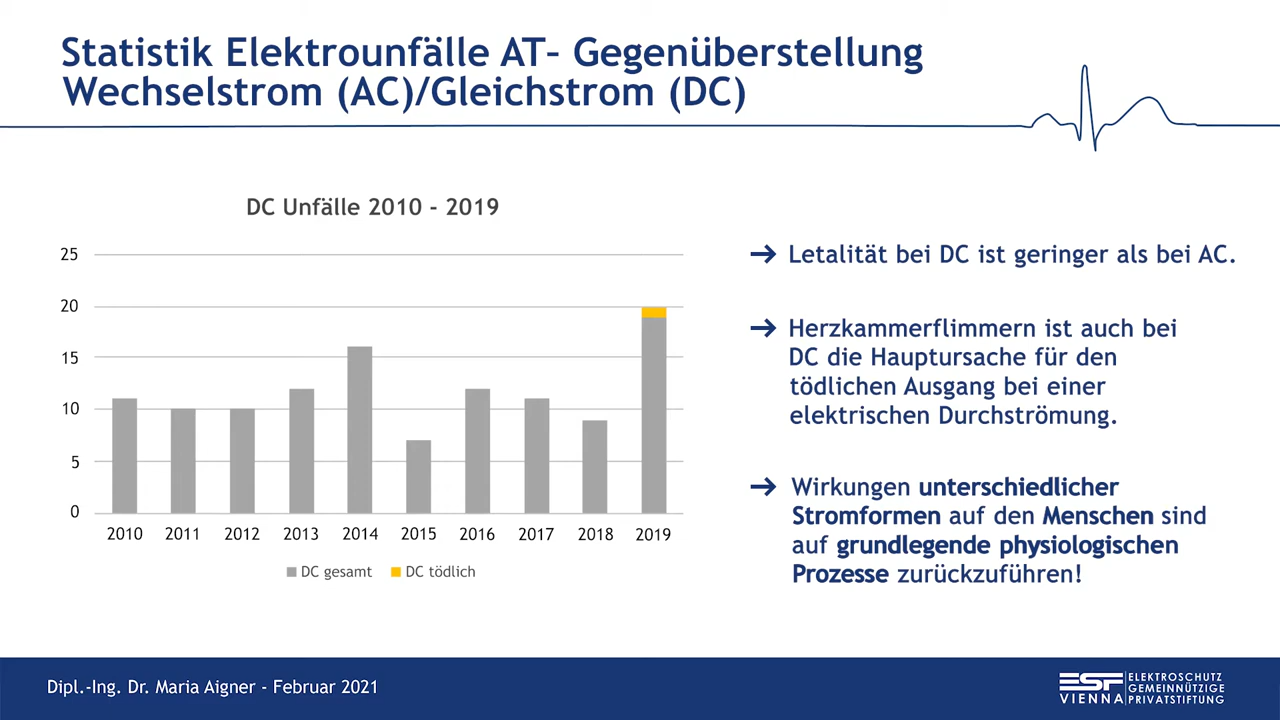 Statistik Elektrounfälle AT– Gegenüberstellung
Wechselstrom (AC)/Gleichstrom (DC)
DC Unfälle 2010 - 2019
25
20
15
10
5
0
2010 2011 2012 2013 2014 2015 2016 2017 2018 2019
DC gesamt DC tödlich
→ Letalität bei DC ist geringer als bei AC.
→ Herzkammerflimmern ist auch bei
DC die Hauptursache für den
tödlichen Ausgang bei einer
elektrischen Durchströmung.
→ Wirkungen unterschiedlicher
Stromformen auf den Menschen sind
auf grundlegende physiologischen
Prozesse zurückzuführen!
Dipl.-Ing. Dr. Maria Aigner - Februar 2021
ESF VIENNA
ELEKTROSCHUTZ
GEMEINNÜTZIGE
PRIVATSTIFTUNG